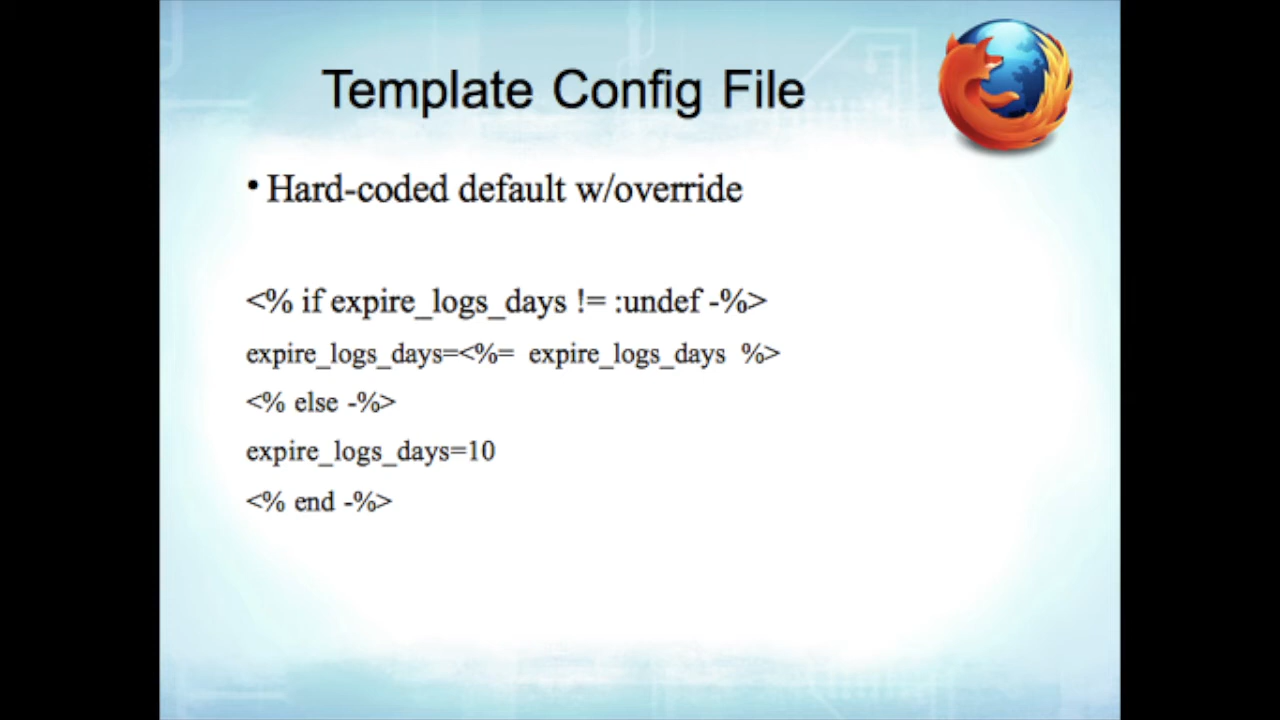 Template Config File
• Hard-coded default w/override
<% if expire_logs_days != :undef -%>
expire_logs_days=<%= expire_logs_days %>
<% else -%>
expire_logs_days=10
<% end -%>